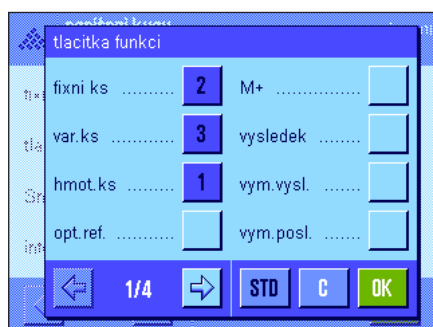 tlacitka funkci
fixni ks .......... 2
var.ks .......... 3
hmot.ks .......... 1
opt.ref. ..........
M+ ...............
vysledek .......
vym.vysl. .......
vym.posl. .......
1/4
STD C OK